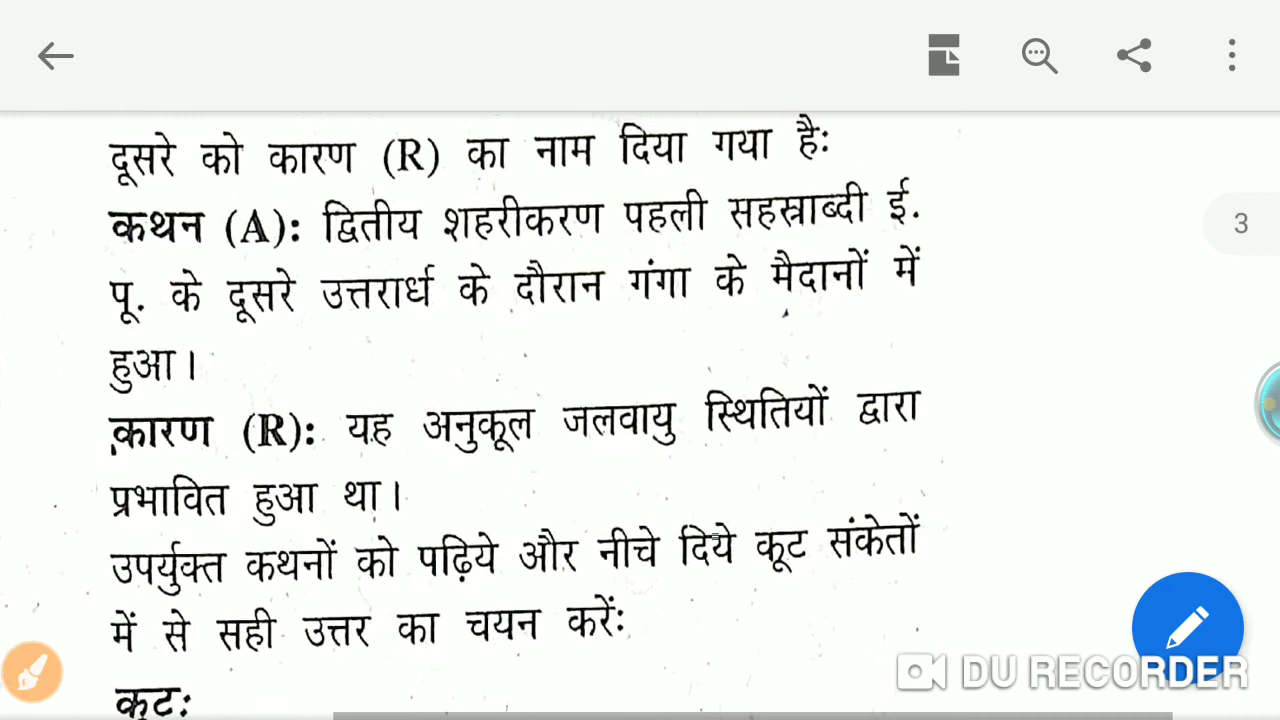 दूसरे को कारण (R) का नाम दिया गया है:
कथन (A): द्वितीय शहरीकरण पहली सहस्राब्दी ई.
पू. के दूसरे उत्तरार्ध के दौरान गंगा के मैदानों में
हुआ।
3
कारण (R): यह अनुकूल जलवायु स्थितियों द्वारा
प्रभावित हुआ था।
उपर्युक्त कथनों को पढ़िये और नीचे दिये कूट संकेतों
में से सही उत्तर का चयन करें:
कूट:
DU RECORDER